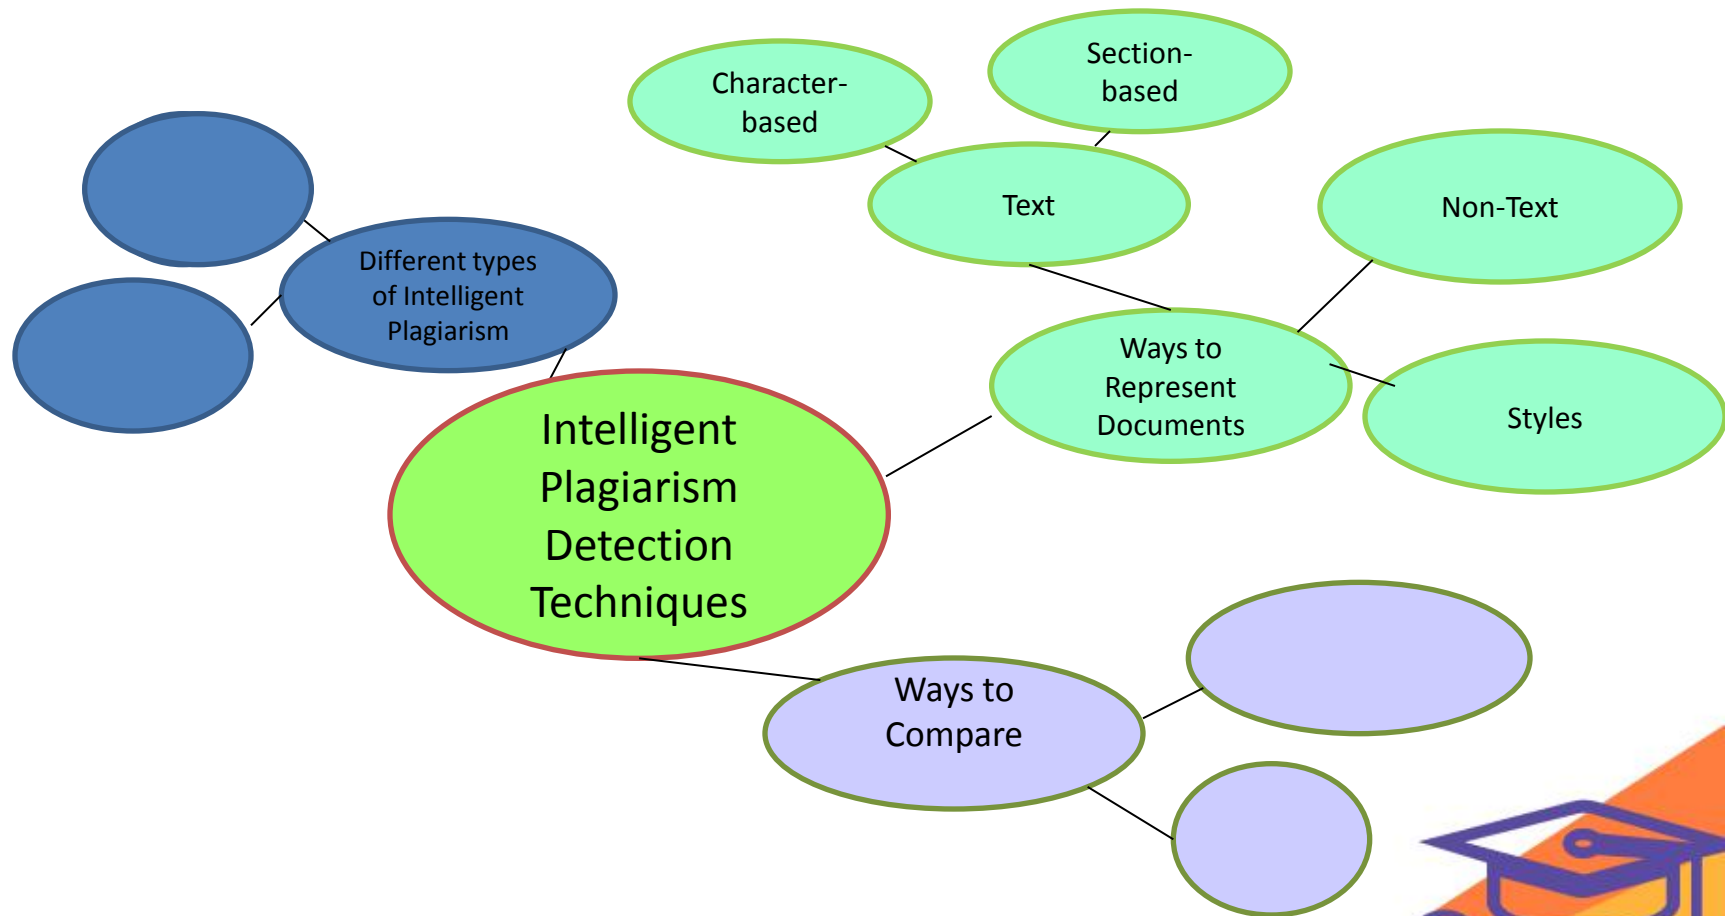 Section-
based
Character-
based
Text
Non-Text
Different types
of Intelligent
Plagiarism
Ways to
Represent
Documents
Styles
Intelligent
Plagiarism
Detection
Techniques
Ways to
Compare